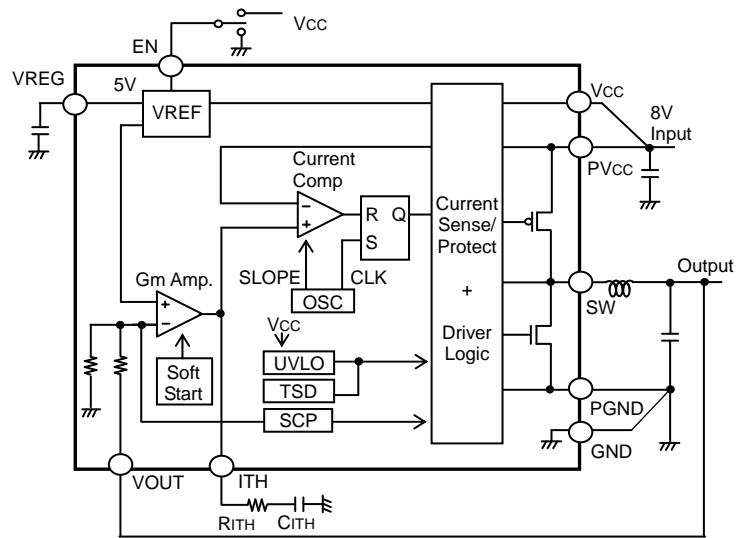 VCC
EN
VREG
5V
VREF
VCC
8V
Input
PVCC
Current
Comp
−
+
R Q
S
Current
Sense/
Protect
+
Driver
Logic
SLOPE
CLK
OSC
Gm Amp.
+
−
Output
SW
VCC
UVLO
Soft
Start
TSD
SCP
PGND
GND
VOUT
ITH
RITH
CITH